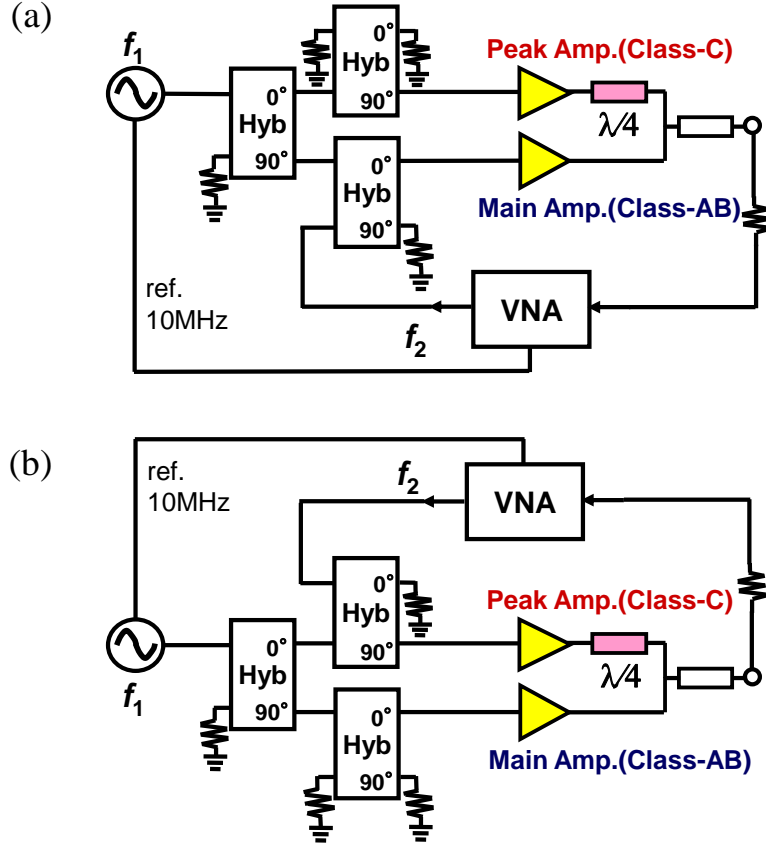 (a)
f1
0°
Hyb
90°
0°
Hyb
90°
0°
Hyb
90°
Peak Amp.(Class-C)
λ/4
Main Amp.(Class-AB)
ref.
10MHz
f2
VNA
(b)
ref.
10MHz
f2
VNA
f1
0°
Hyb
90°
0°
Hyb
90°
0°
Hyb
90°
Peak Amp.(Class-C)
λ/4
Main Amp.(Class-AB)